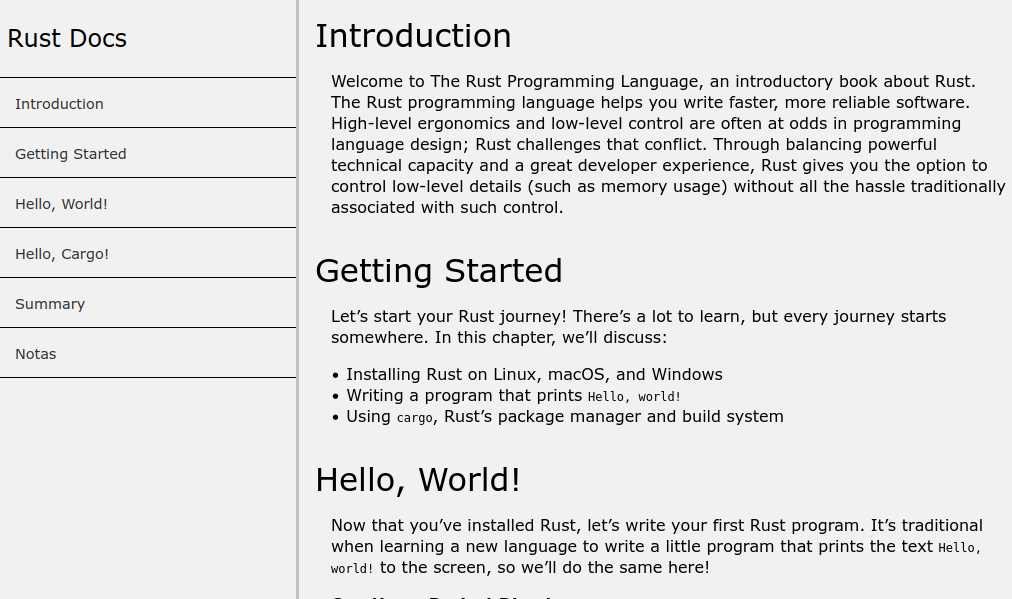 Rust Docs
Introduction
Getting Started
Hello, World!
Hello, Cargo!
Summary
Notas
Introduction
Welcome to The Rust Programming Language, an introductory book about Rust.
The Rust programming language helps you write faster, more reliable software.
High-level ergonomics and low-level control are often at odds in programming
language design; Rust challenges that conflict. Through balancing powerful
technical capacity and a great developer experience, Rust gives you the option to
control low-level details (such as memory usage) without all the hassle traditionally
associated with such control.
Getting Started
Let’s start your Rust journey! There’s a lot to learn, but every journey starts
somewhere. In this chapter, we’ll discuss:
• Installing Rust on Linux, macOS, and Windows
• Writing a program that prints Hello, world!
• Using cargo, Rust’s package manager and build system
Hello, World!
Now that you’ve installed Rust, let’s write your first Rust program. It’s traditional
when learning a new language to write a little program that prints the text Hello,
world! to the screen, so we’ll do the same here!